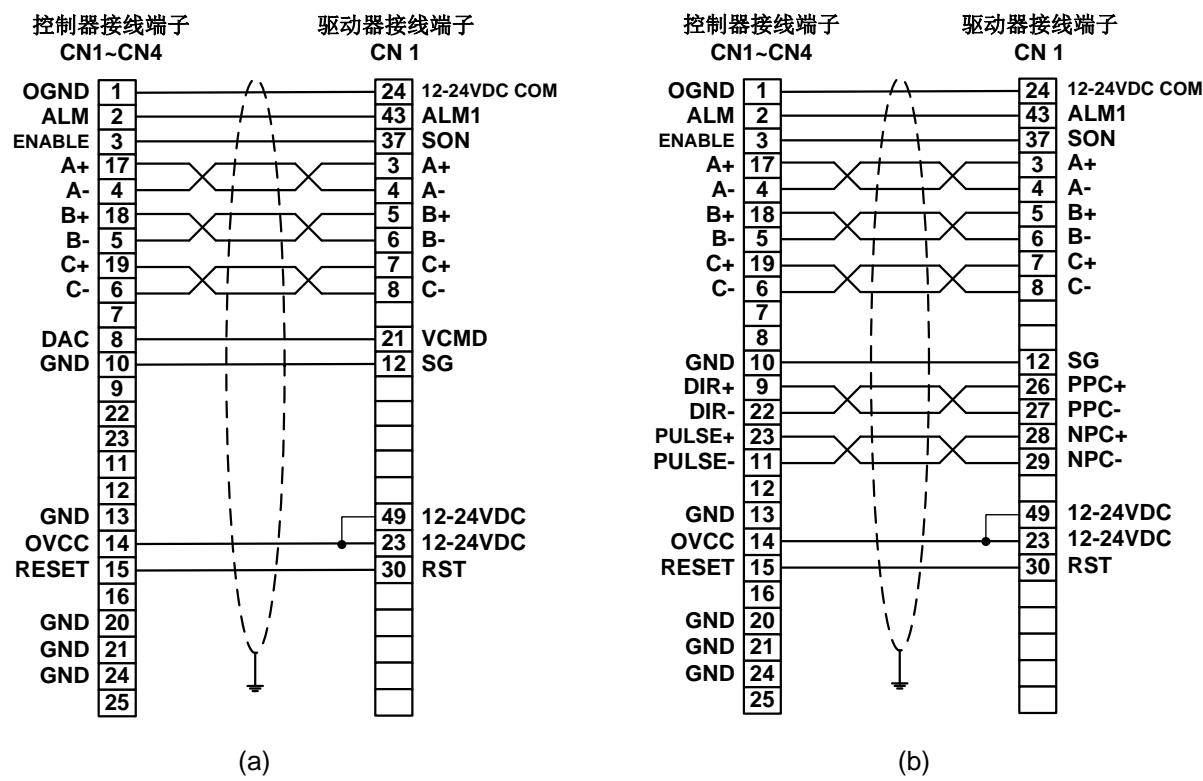 控制器接线端子 驱动器接线端子
CN1~CN4 CN 1
OGND 1 24 12-24VDC COM
ALM 2 43 ALM1
ENABLE 3 37 SON
A+ 17 3 A+
A- 4 4 A-
B+ 18 5 B+
B- 5 6 B-
C+ 19 7 C+
C- 6 8 C-
7
DAC 8 21 VCMD
GND 10 12 SG
9
22
23
11
12
GND 13 49 12-24VDC
OVCC 14 23 12-24VDC
RESET 15 30 RST
16
GND 20
GND 21
GND 24
25
(a)
控制器接线端子 驱动器接线端子
CN1~CN4 CN 1
OGND 1 24 12-24VDC COM
ALM 2 43 ALM1
ENABLE 3 37 SON
A+ 17 3 A+
A- 4 4 A-
B+ 18 5 B+
B- 5 6 B-
C+ 19 7 C+
C- 6 8 C-
7
8
GND 10 12 SG
DIR+ 9 26 PPC+
DIR- 22 27 PPC-
PULSE+ 23 28 NPC+
PULSE- 11 29 NPC-
12
GND 13 49 12-24VDC
OVCC 14 23 12-24VDC
RESET 15 30 RST
16
GND 20
GND 21
GND 24
25
(b)